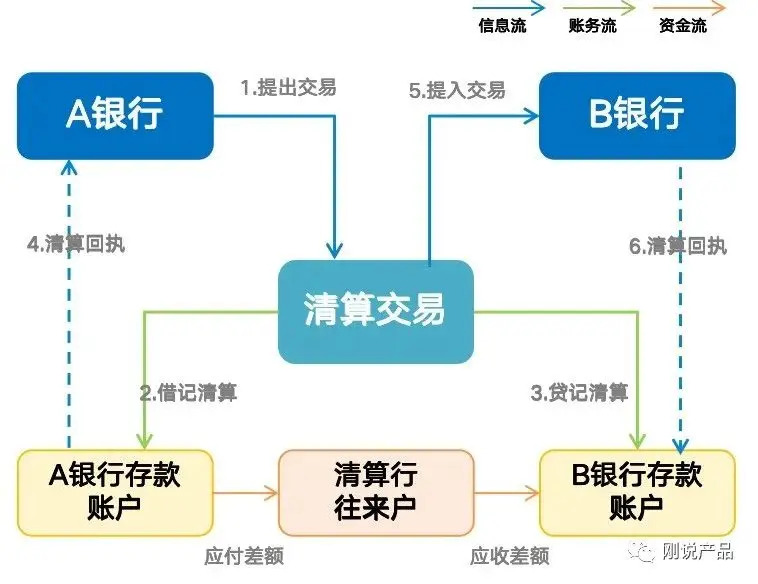 信息流
账务流
资金流
A银行
1.提出交易
5.提入交易
B银行
4.清算回执
6.清算回执
清算交易
2.借记清算
3.贷记清算
A银行存款
账户
清算行
往来户
B银行存款
账户
应付差额
应收差额
刚说产品